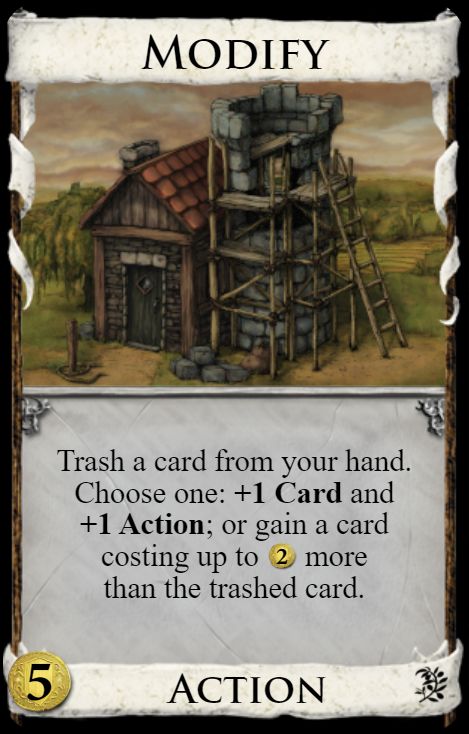 Modify
Trash a card from your hand.
Choose one: +1 Card and
+1 Action; or gain a card
costing up to 2 more
than the trashed card.
5
Action